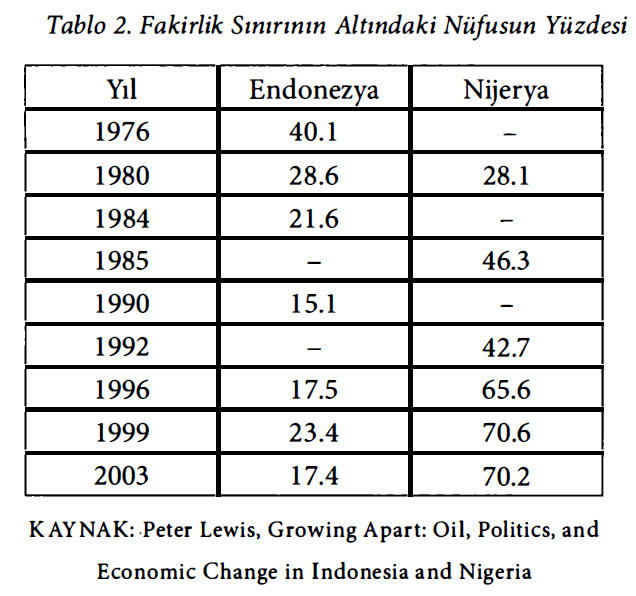 Tablo 2. Fakirlik Sınırının Altındaki Nüfusun Yüzdesi
Yıl Endonezya Nijerya
1976 40.1 –
1980 28.6 28.1
1984 21.6 –
1985 – 46.3
1990 15.1 –
1992 – 42.7
1996 17.5 65.6
1999 23.4 70.6
2003 17.4 70.2
KAYNAK: Peter Lewis, Growing Apart: Oil, Politics, and
Economic Change in Indonesia and Nigeria